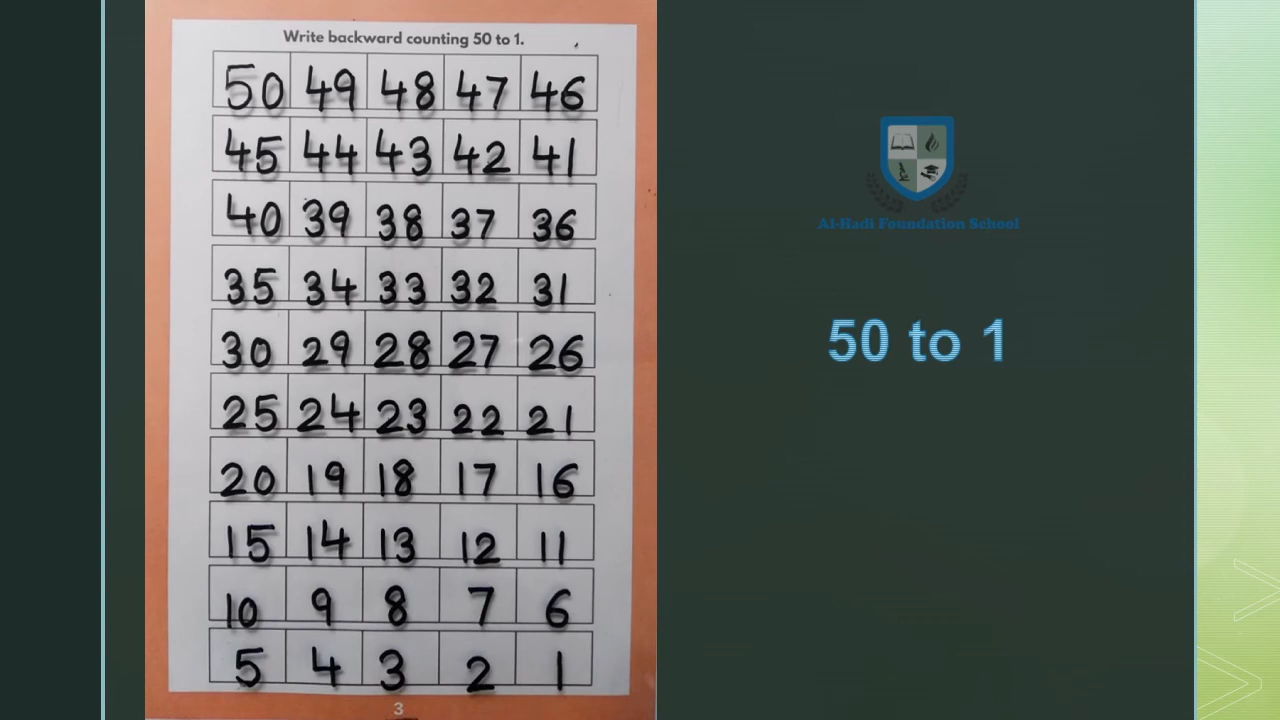 Write backward counting 50 to 1.
50 49 48 47 46
45 44 43 42 41
40 39 38 37 36
35 34 33 32 31
30 29 28 27 26
25 24 23 22 21
20 19 18 17 16
15 14 13 12 11
10 9 8 7 6
5 4 3 2 1
3
Al-Hadi Foundation School
50 to 1